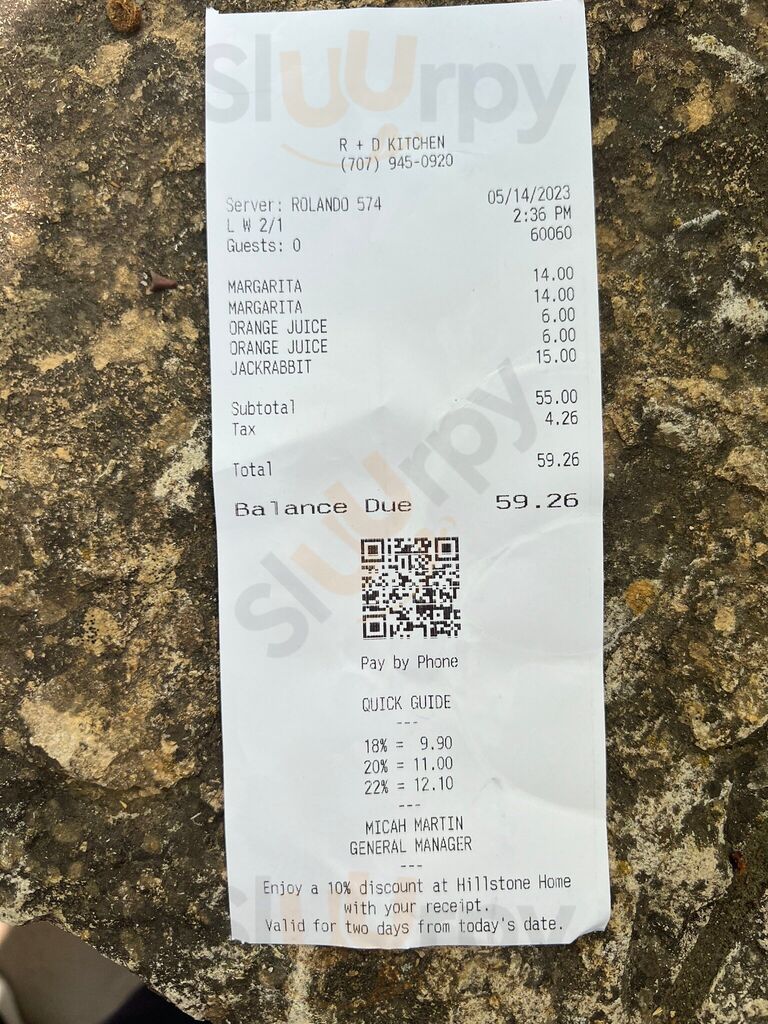 Sluurpy
R + D KITCHEN
(707) 945-0920
Server: ROLANDO 574 05/14/2023
L W 2/1 2:36 PM
Guests: 0 60060
MARGARITA 14.00
MARGARITA 14.00
ORANGE JUICE 6.00
ORANGE JUICE 6.00
JACKRABBIT 15.00
Subtotal 55.00
Tax 4.26
Total 59.26
Balance Due 59.26
Sluurpy
Pay by Phone
QUICK GUIDE
---
18% = 9.90
20% = 11.00
22% = 12.10
---
MICAH MARTIN
GENERAL MANAGER
---
Enjoy a 10% discount at Hillstone Home
with your receipt.
Valid for two days from today's date.
Sluurpy